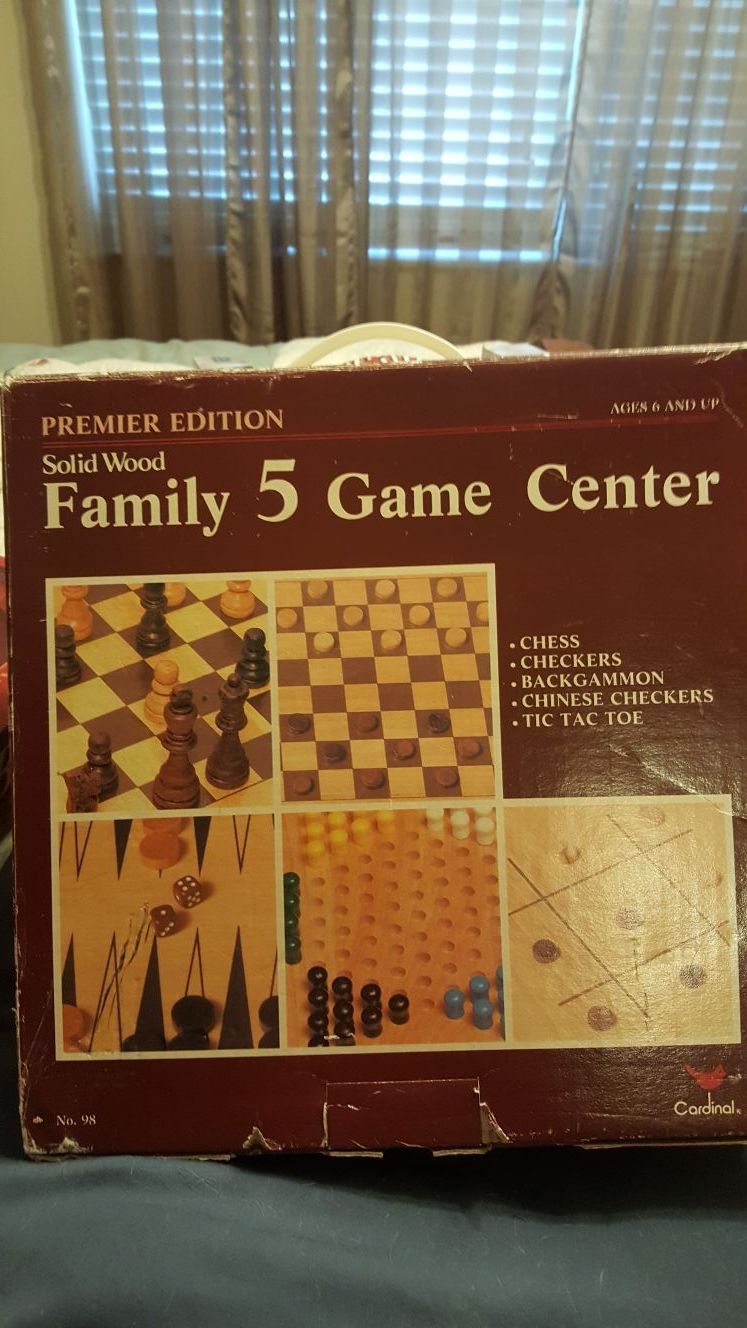 PREMIER EDITION
AGES 6 AND UP
Solid Wood
Family 5 Game Center
• CHESS
• CHECKERS
• BACKGAMMON
• CHINESE CHECKERS
• TIC TAC TOE
No. 98
Cardinal®